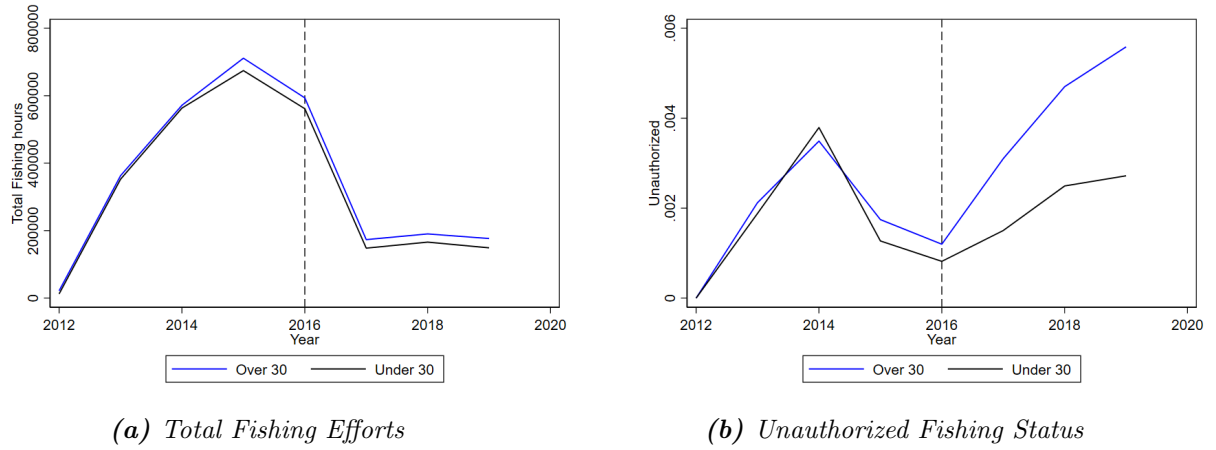 800000
600000
400000
200000
0
Total Fishing hours
2012 2014 2016 2018 2020
Year
Over 30 Under 30
(a) Total Fishing Efforts
.006
.004
.002
0
Unauthorized
2012 2014 2016 2018 2020
Year
Over 30 Under 30
(b) Unauthorized Fishing Status